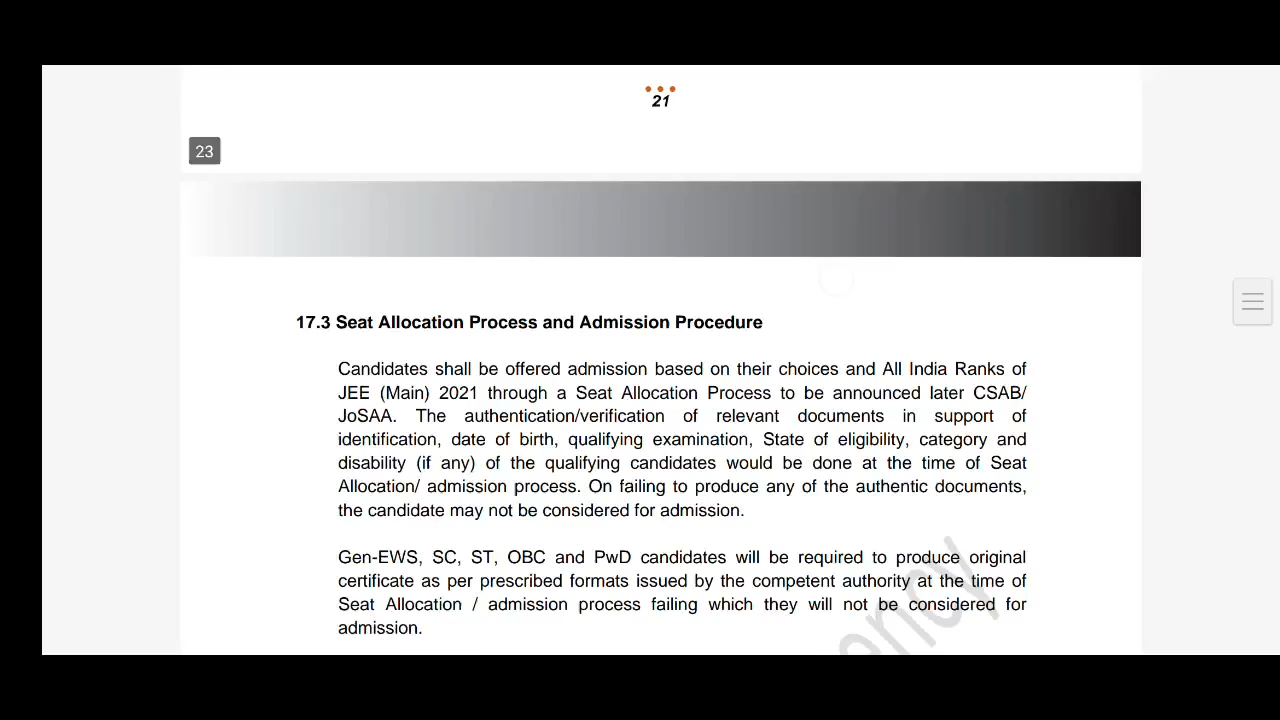 21
23
17.3 Seat Allocation Process and Admission Procedure
Candidates shall be offered admission based on their choices and All India Ranks of
JEE (Main) 2021 through a Seat Allocation Process to be announced later CSAB/
JoSAA. The authentication/verification of relevant documents in support of
identification, date of birth, qualifying examination, State of eligibility, category and
disability (if any) of the qualifying candidates would be done at the time of Seat
Allocation/ admission process. On failing to produce any of the authentic documents,
the candidate may not be considered for admission.
Gen-EWS, SC, ST, OBC and PwD candidates will be required to produce original
certificate as per prescribed formats issued by the competent authority at the time of
Seat Allocation / admission process failing which they will not be considered for
admission.